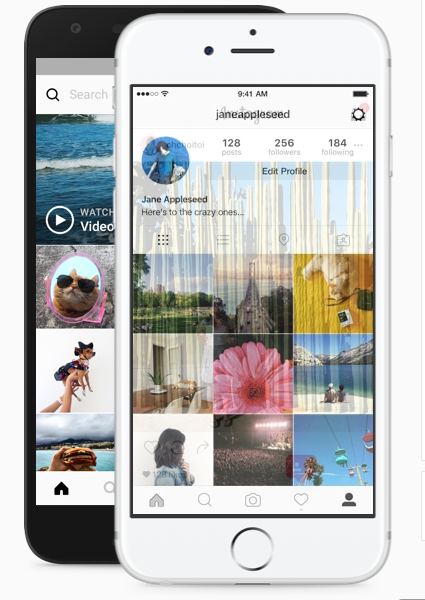 Search
WATCH
Video
9:41 AM
janeappleseed
128
posts
256
followers
184
following
Edit Profile
Jane Appleseed
Here's to the crazy ones...